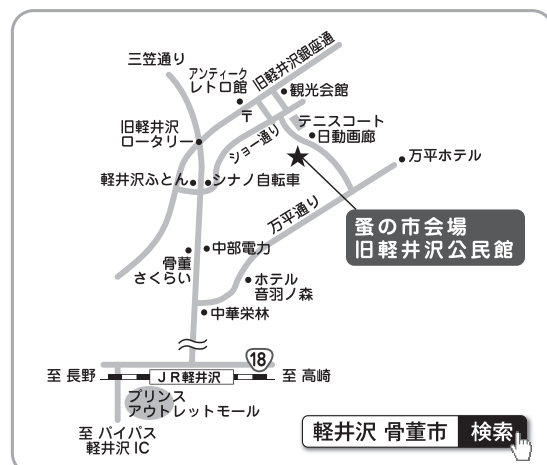 三笠通り
アンティーク
レトロ館
旧軽井沢銀座通
観光会館
〒
テニスコート
日動画廊
旧軽井沢
ロータリー
ショー通り
万平ホテル
軽井沢ふとん
シナノ自転車
万平通り
蚤の市会場
旧軽井沢公民館
中部電力
骨董
さくらい
ホテル
音羽ノ森
中華栄林
18
至 長野
JR軽井沢
至 高崎
プリンス
アウトレットモール
至 バイパス
軽井沢 IC
軽井沢 骨董市 検索